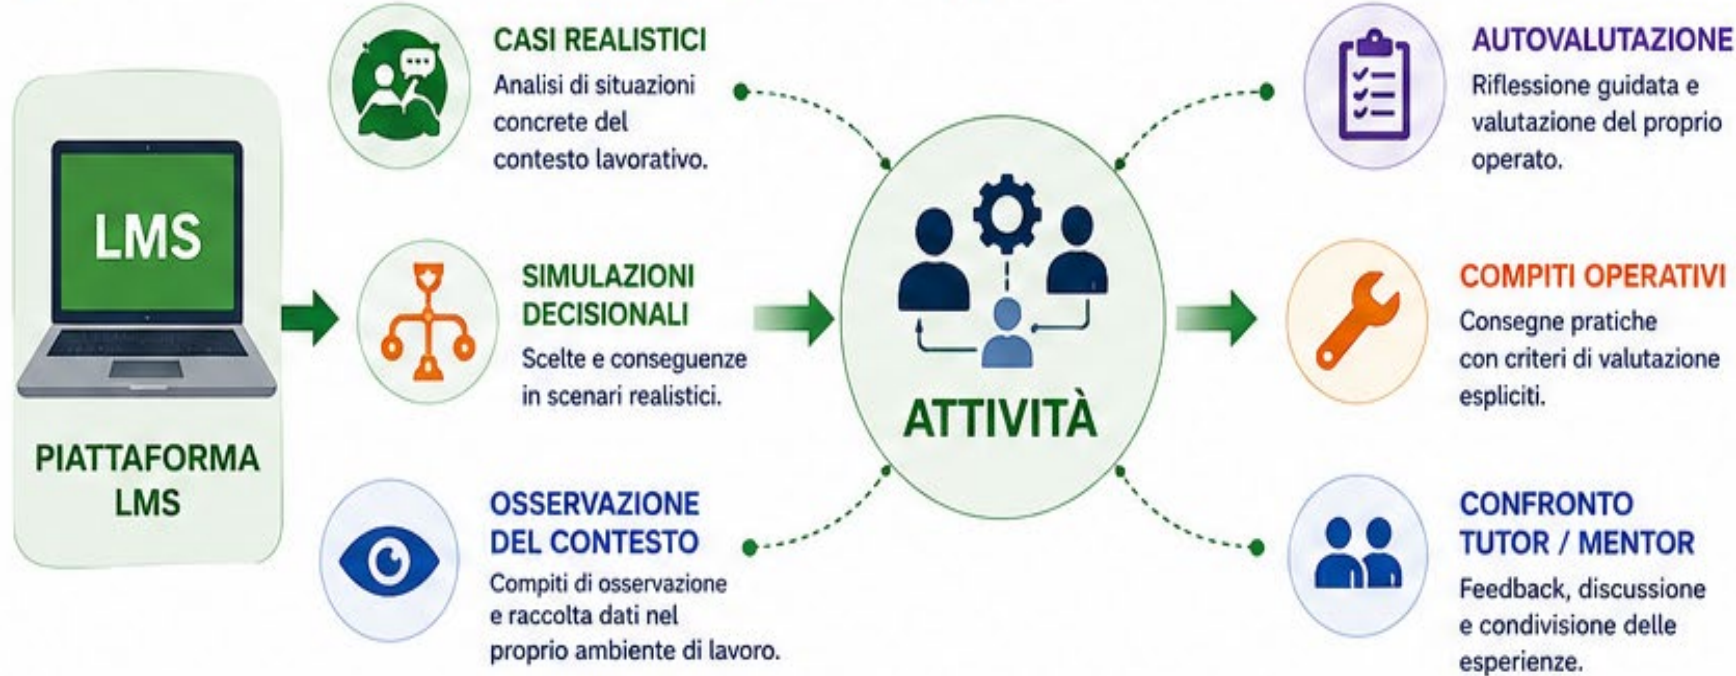 LMS
PIATTAFORMA
LMS
CASI REALISTICI
Analisi di situazioni
concrete del
contesto lavorativo.
SIMULAZIONI
DECISIONALI
Scelte e conseguenze
in scenari realistici.
OSSERVAZIONE
DEL CONTESTO
Compiti di osservazione
e raccolta dati nel
proprio ambiente di lavoro.
ATTIVITÀ
AUTOVALUTAZIONE
Riflessione guidata e
valutazione del proprio
operato.
COMPITI OPERATIVI
Consegne pratiche
con criteri di valutazione
espliciti.
CONFRONTO
TUTOR / MENTOR
Feedback, discussione
e condivisione delle
esperienze.